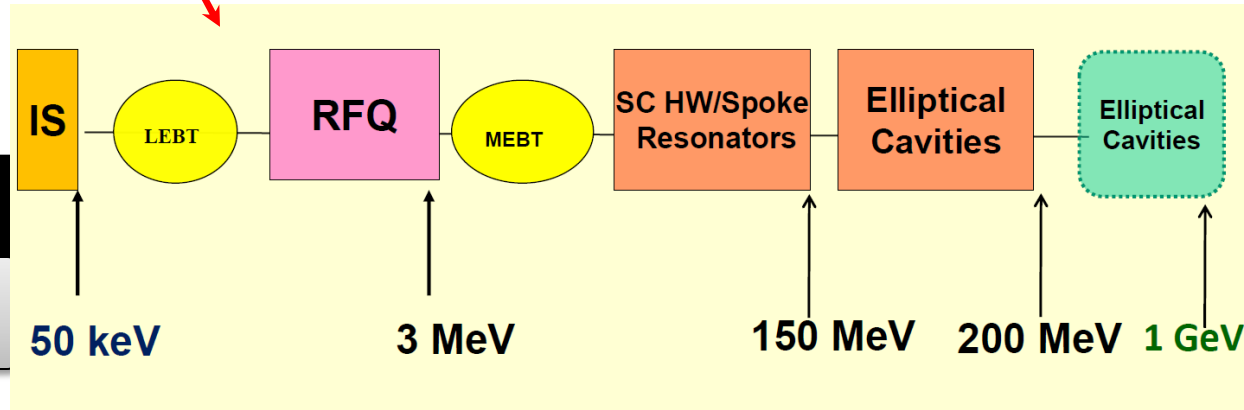 IS
LEBT
RFQ
MEBT
SC HW/Spoke
Resonators
Elliptical
Cavities
Elliptical
Cavities
50 keV
3 MeV
150 MeV
200 MeV
1 GeV